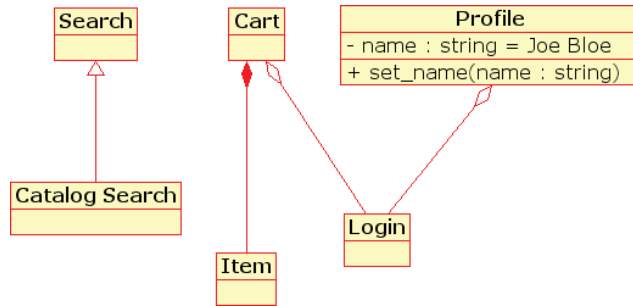 Search
Cart
Profile
- name : string = Joe Bloe
+ set_name(name : string)
Catalog Search
Login
Item